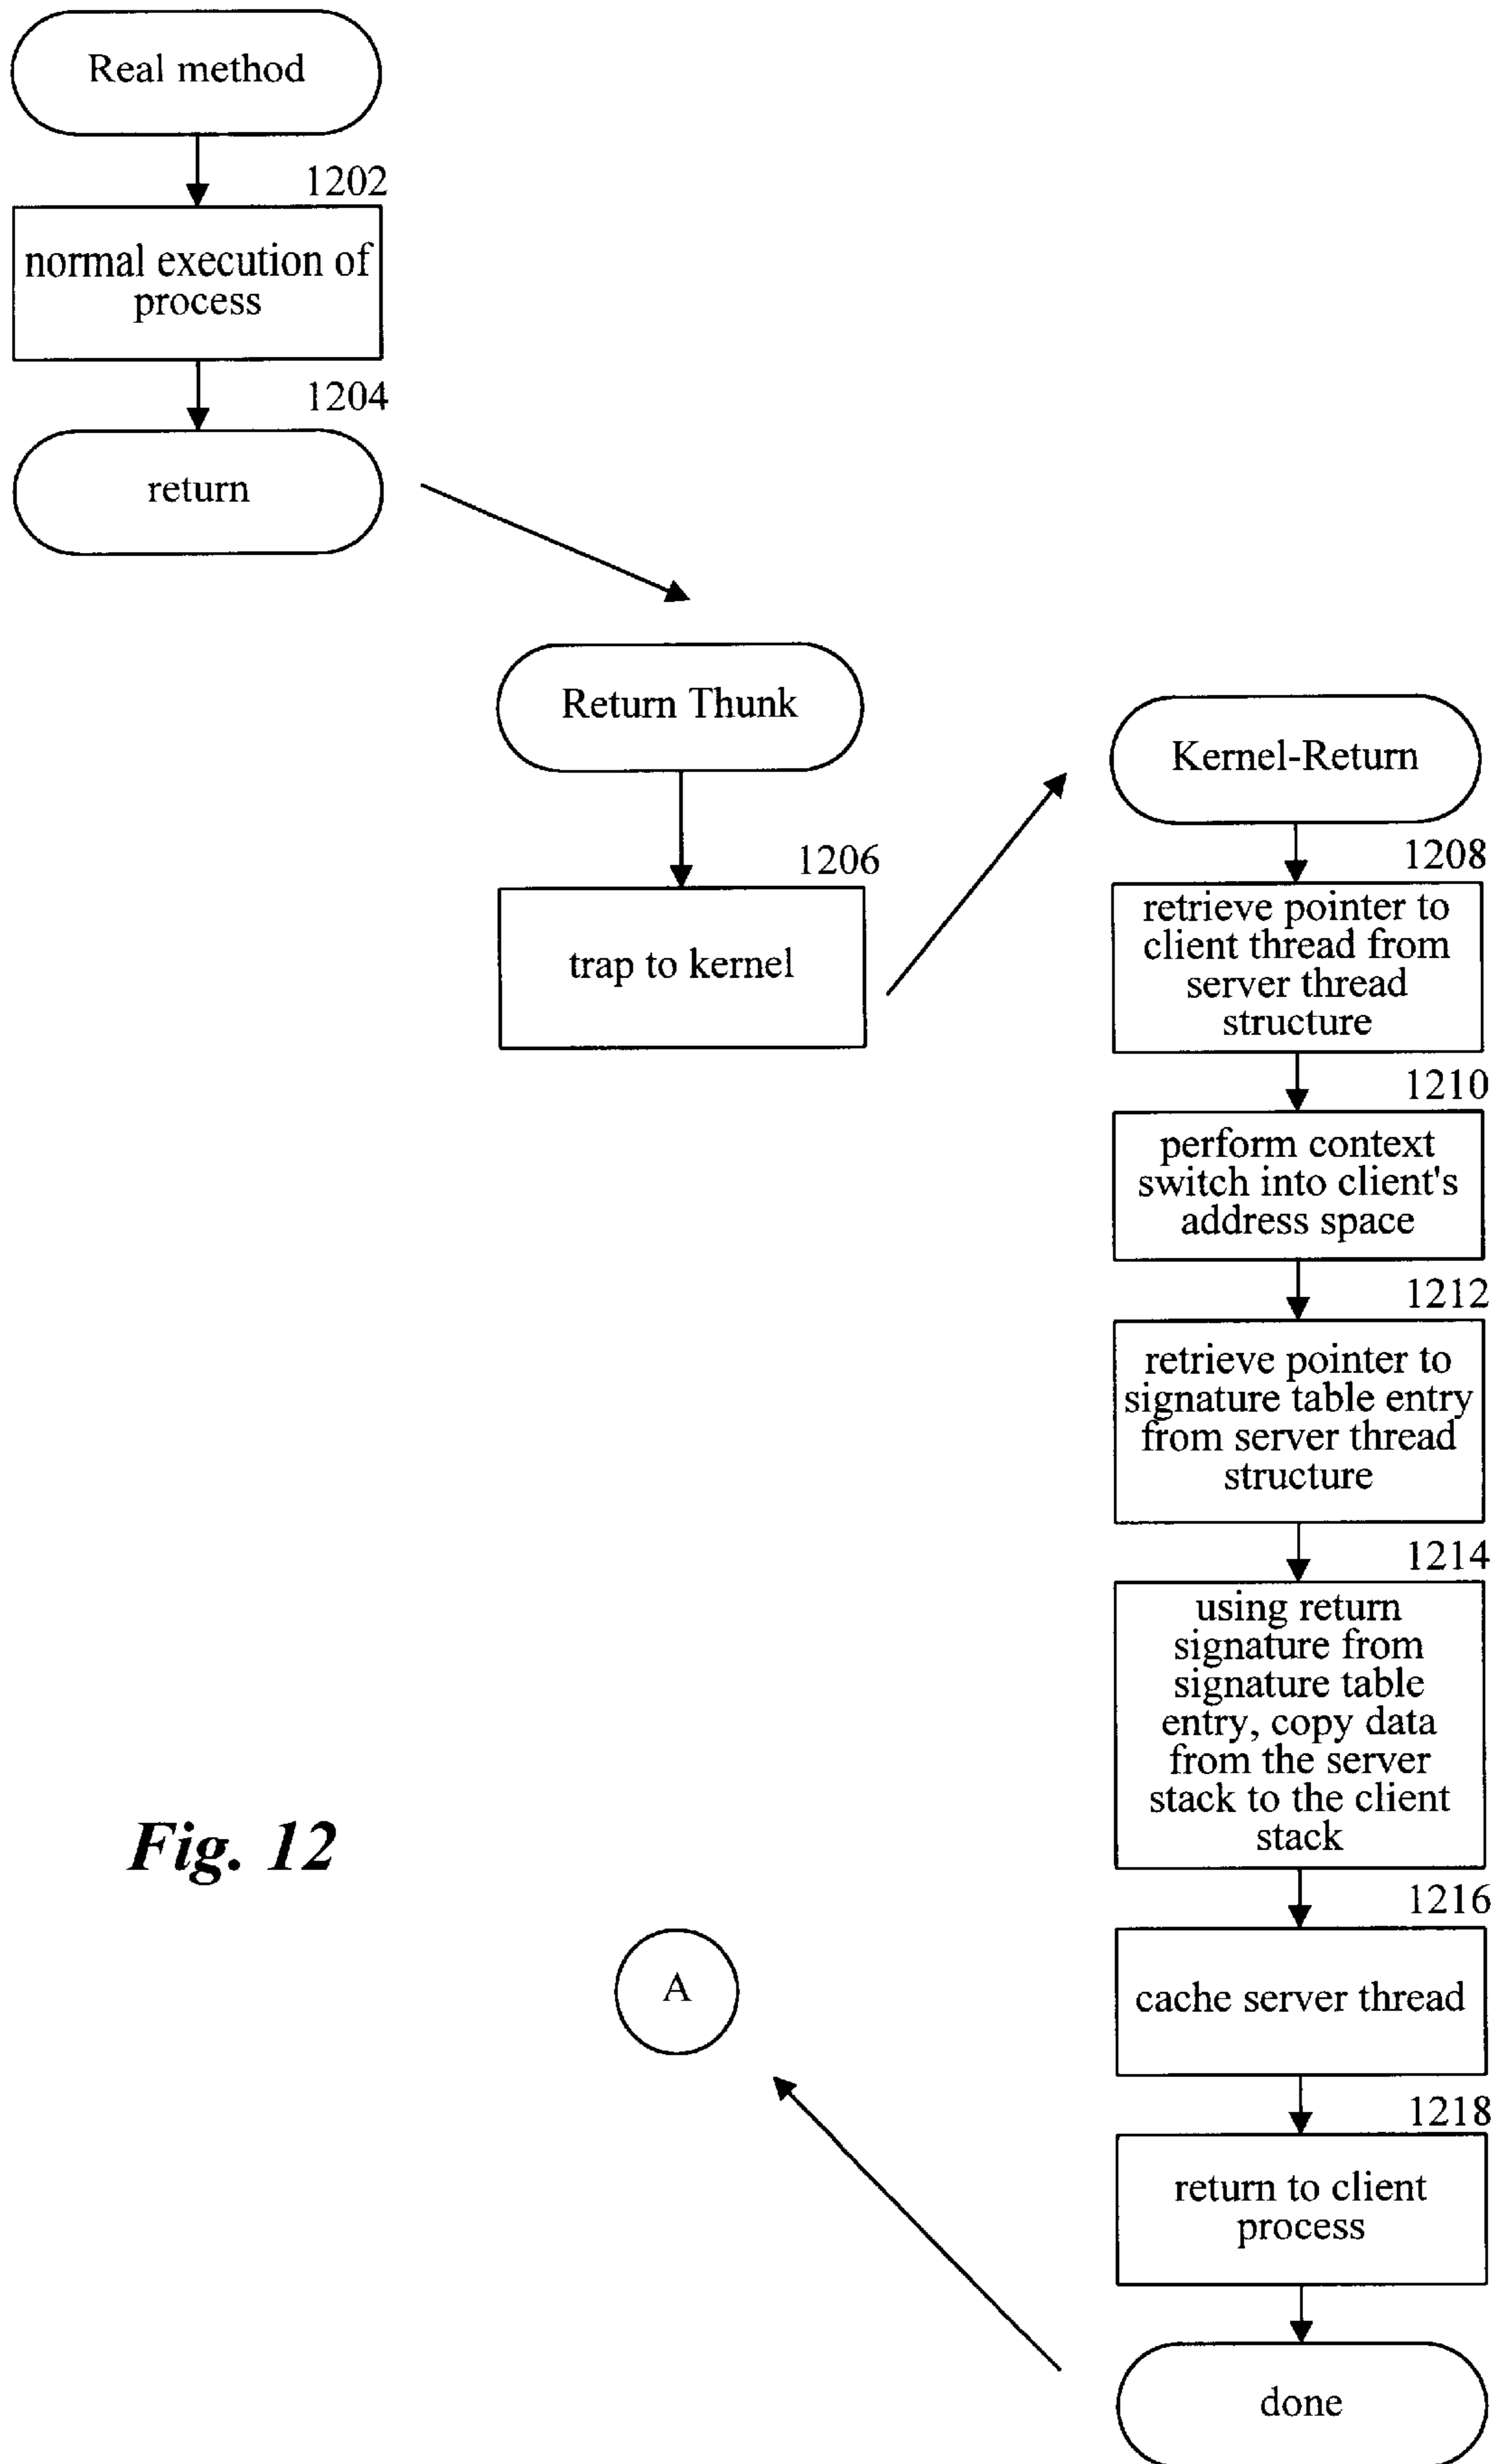 Real method
1202
normal execution of
process
1204
return
Return Thunk
1206
trap to kernel
Kernel-Return
1208
retrieve pointer to
client thread from
server thread
structure
1210
perform context
switch into client's
address space
1212
retrieve pointer to
signature table entry
from server thread
structure
1214
using return
signature from
signature table
entry, copy data
from the server
stack to the client
stack
1216
cache server thread
1218
return to client
process
done
A
Fig. 12